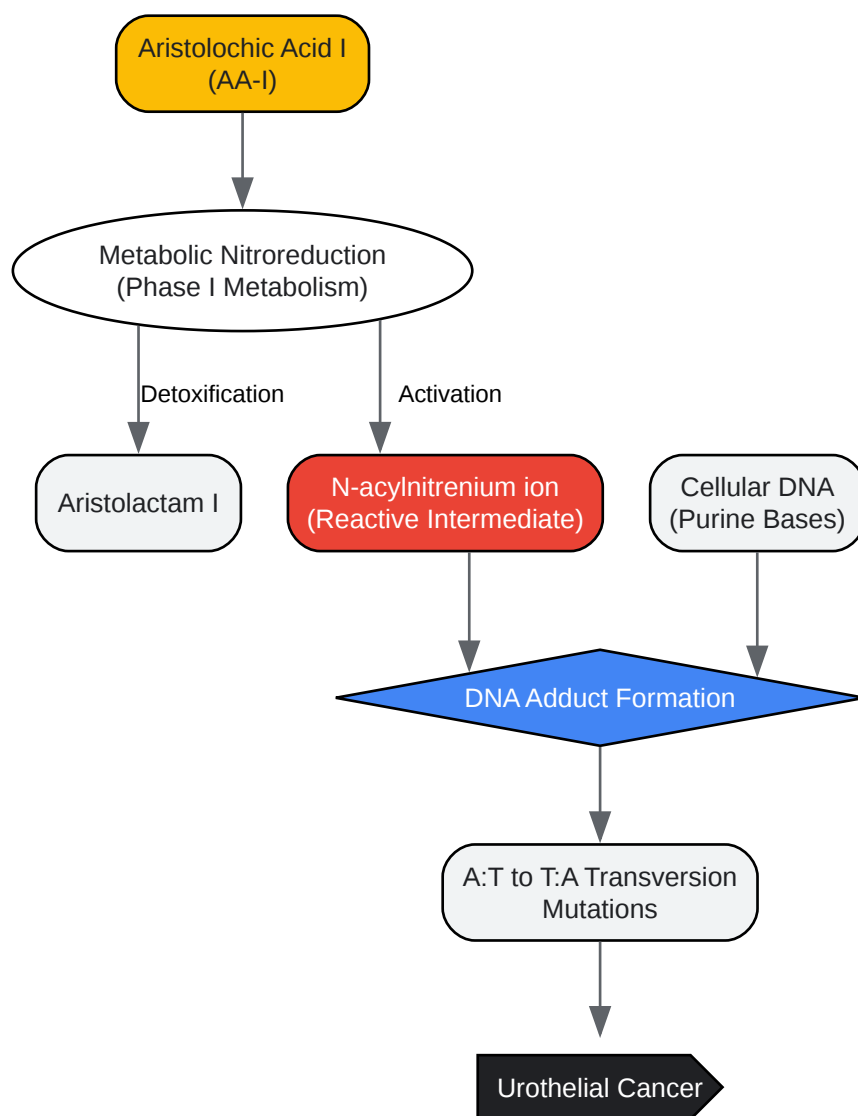 Aristolochic Acid I
(AA-I)
Metabolic Nitroreduction
(Phase I Metabolism)
Detoxification
Activation
Aristolactam I
N-acylnitrenium ion
(Reactive Intermediate)
Cellular DNA
(Purine Bases)
DNA Adduct Formation
A:T to T:A Transversion
Mutations
Urothelial Cancer